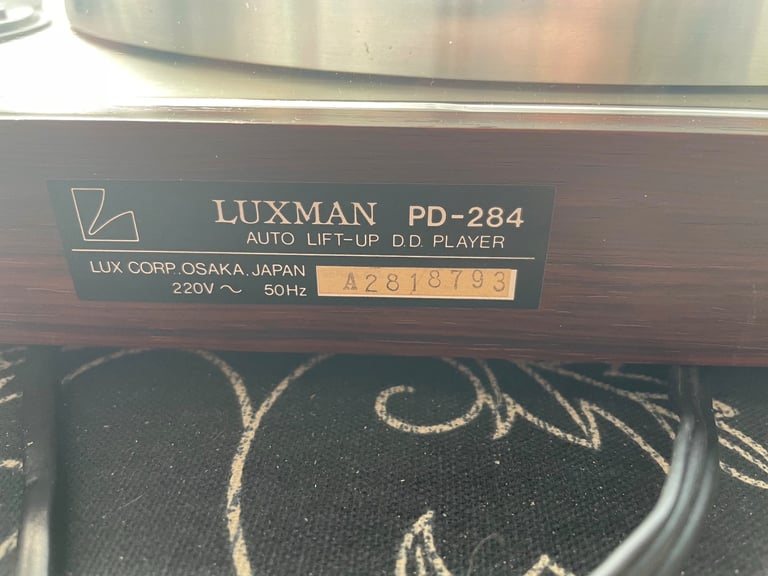 LUXMAN PD-284
AUTO LIFT-UP D.D. PLAYER
LUX CORP..OSAKA, JAPAN
220V ~ 50Hz A2818793